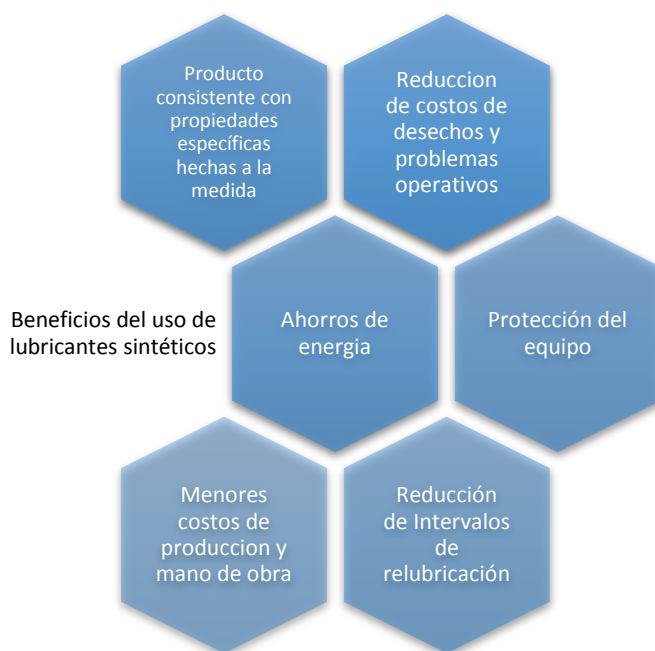 Producto
consistente con
propiedades
específicas
hechas a la
medida
Reduccion
de costos de
desechos y
problemas
operativos
Beneficios del uso de
lubricantes sintéticos
Ahorros de
energia
Protección del
equipo
Menores
costos de
produccion y
mano de obra
Reducción
de Intervalos
de
relubricación